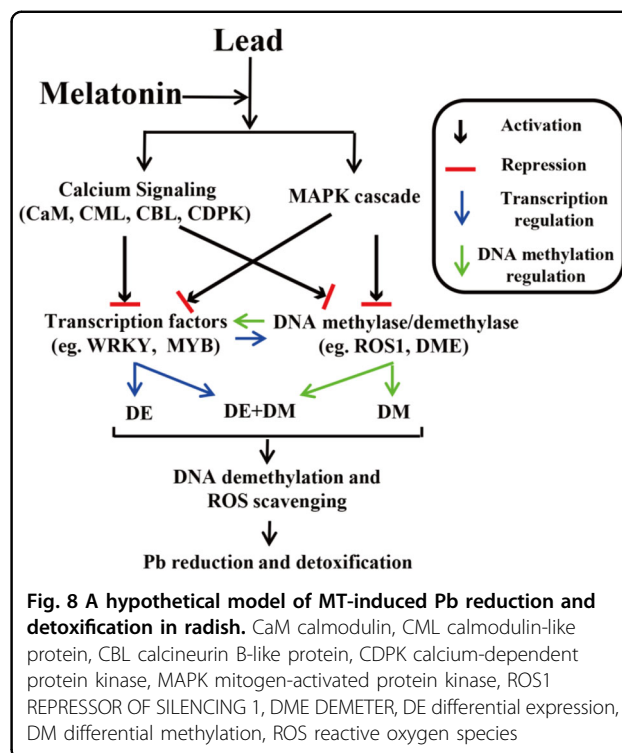 Lead
Melatonin
Calcium Signaling
(CaM, CML, CBL, CDPK)
MAPK cascade
Activation
Repression
Transcription
regulation
DNA methylation
regulation
Transcription factors
(eg. WRKY, MYB)
DNA methylase/demethylase
(eg. ROS1, DME)
DE
DE+DM
DM
DNA demethylation and
ROS scavenging
Pb reduction and detoxification
Fig. 8 A hypothetical model of MT-induced Pb reduction and
detoxification in radish. CaM calmodulin, CML calmodulin-like
protein, CBL calcineurin B-like protein, CDPK calcium-dependent
protein kinase, MAPK mitogen-activated protein kinase, ROS1
REPRESSOR OF SILENCING 1, DME DEMETER, DE differential expression,
DM differential methylation, ROS reactive oxygen species